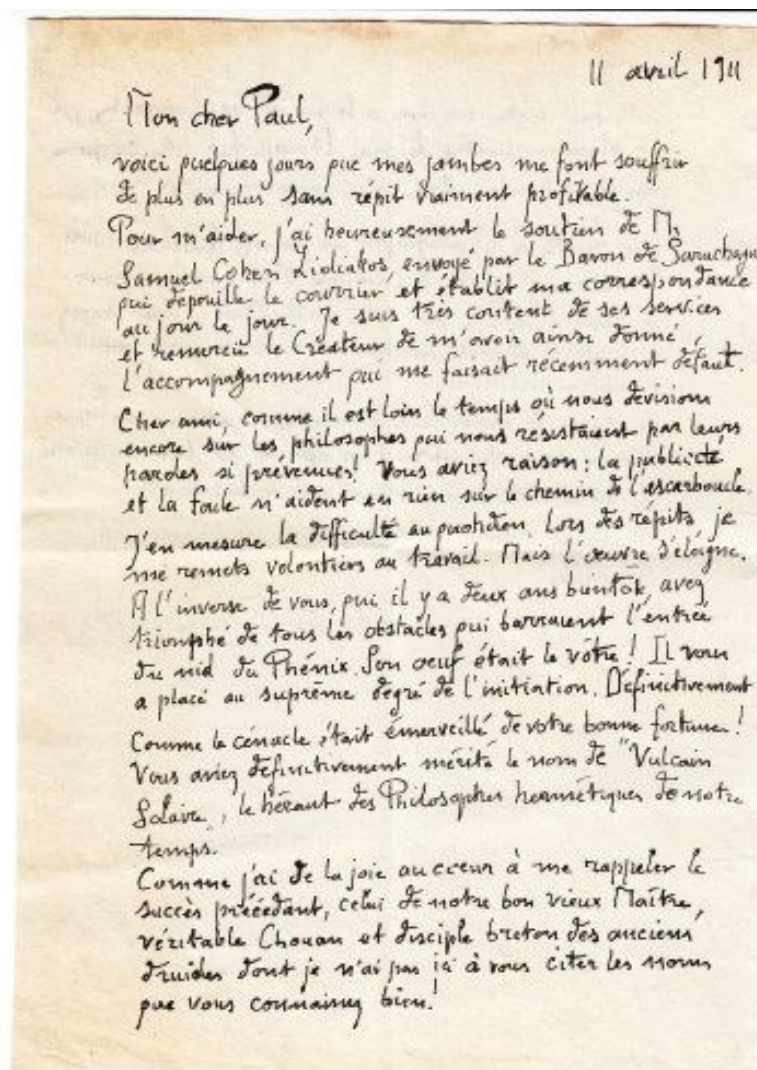 11 avril 1911
Mon cher Paul,
voici quelques jours que mes jambes me font souffrir
de plus en plus sans répit vraiment profitable.
Pour m'aider, j'ai heureusement le soutien de M.
Samuel Cohen Lidiakos, envoyé par le Baron de Saruchaga
qui dépouille le courrier et établit ma correspondance
au jour le jour. Je suis très content de ses services
et remercie le Créateur de m'avoir ainsi donné
l'accompagnement qui me faisait récemment défaut.
Cher ami, comme il est loin le temps où nous devisions
encore sur les philosophes qui nous résistaient par leurs
paroles si prévenues! Vous aviez raison : la publicité
et la foule n'aident en rien sur le chemin de l'escarboucle.
J'en mesure la difficulté au quotidien. Lors des répits, je
me remets volontiers au travail. Mais l'œuvre s'éloigne.
A l'inverse de vous, qui il y a deux ans bientôt, avez
triomphé de tous les obstacles qui barraient l'entrée
du nid du Phénix. Son oeuf était le vôtre! Il vous
a placé au suprême degré de l'initiation. Définitivement
Comme le cénacle était émerveillé de votre bonne fortune!
Vous aviez définitivement mérité le nom de "Vulcain
Solaire", le héraut des Philosophes hermétiques de notre
temps.
Comme j'ai de la joie au cœur à me rappeler le
succès précédant, celui de notre bon vieux Maître,
véritable Chouan et disciple breton des anciens
druides dont je n'ai pas ici à vous citer les noms
que vous connaissez bien!